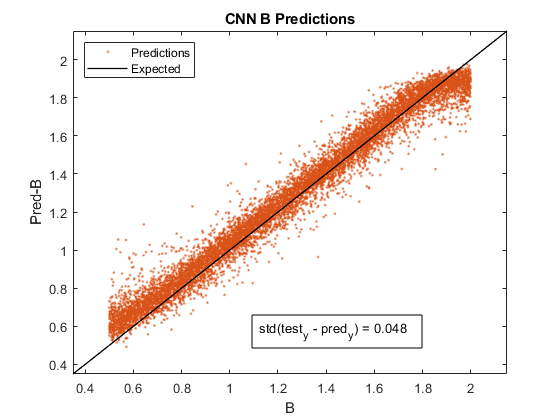 CNN B Predictions
Predictions
Expected
Pred-B
2
1.8
1.6
1.4
1.2
1
0.8
0.6
0.4
std(test_y - pred_y) = 0.048
0.4 0.6 0.8 1 1.2 1.4 1.6 1.8 2
B